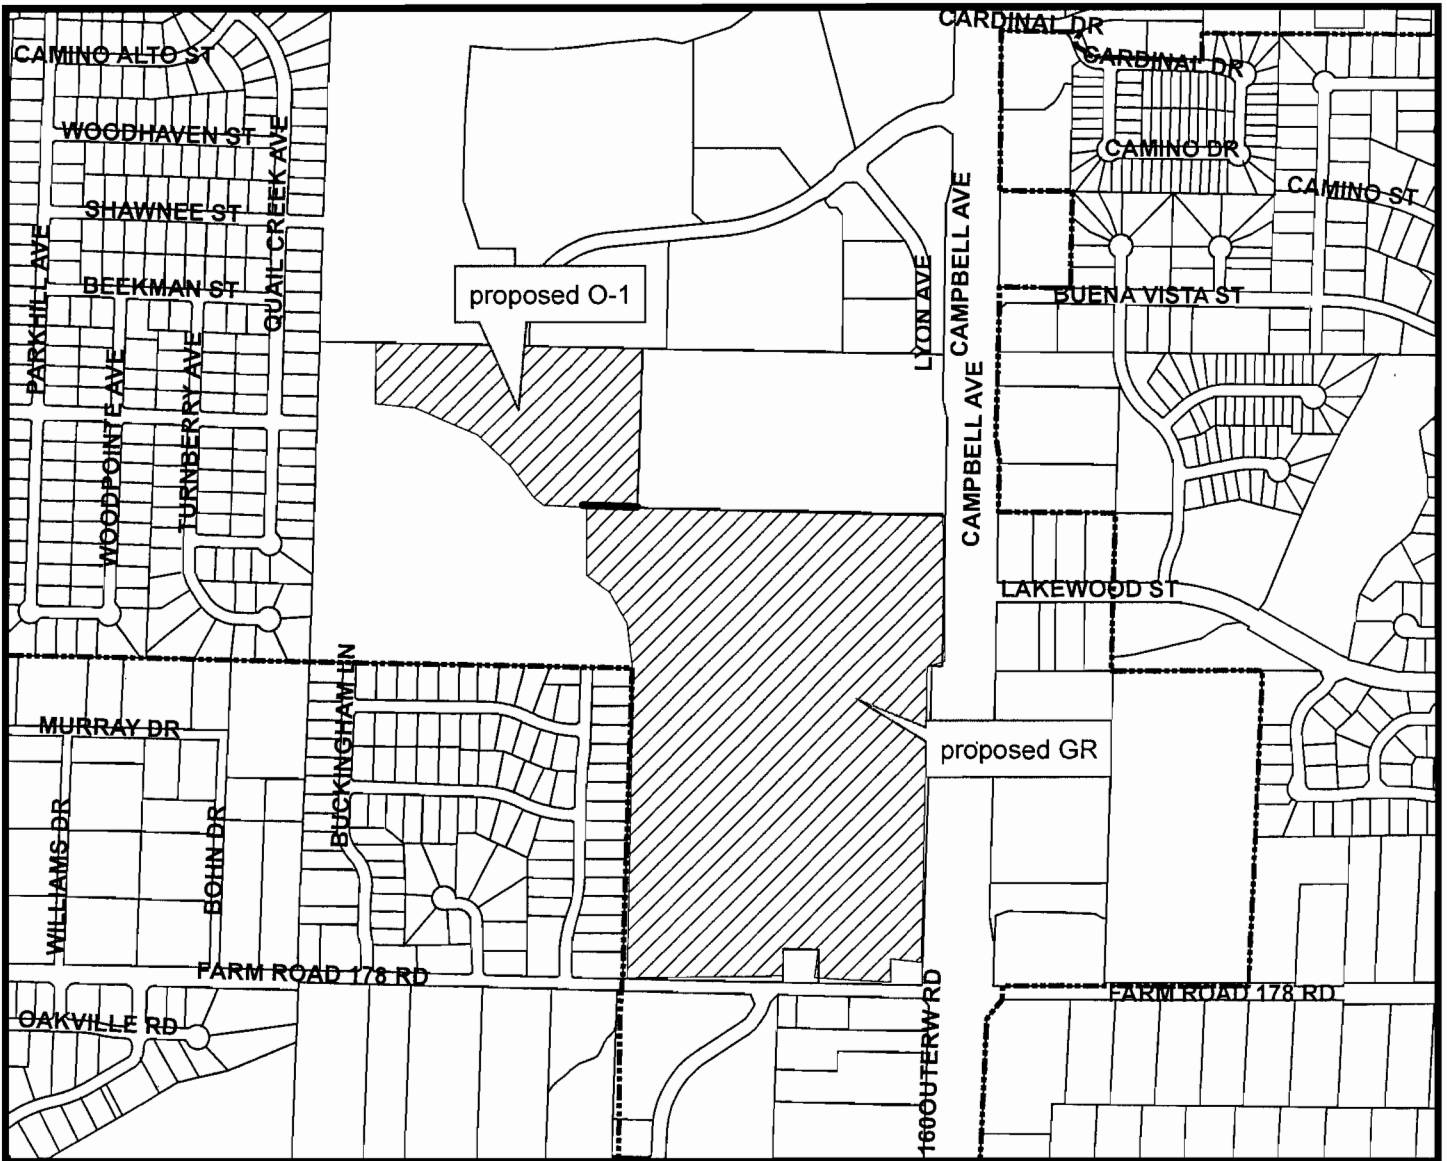 CARDINAL DR
CAMINO ALTO ST
CARDINAL DR
WOODHAVEN ST
CAMINO DR
CAMINO ST
SHAWNEE ST
QUAIL CREEK AVE
PARKHILL AVE
BEEKMAN ST
proposed O-1
LYON AVE
CAMPBELL AVE
BUENA VISTA ST
WOODPOINTE AVE
TURNBERRY AVE
CAMPBELL AVE
LAKEWOOD ST
BUCKINGHAM LN
MURRAY DR
proposed GR
WILLIAMS DR
BOHN DR
FARM ROAD 178 RD
FARM ROAD 178 RD
OAKVILLE RD
160OUTERW RD